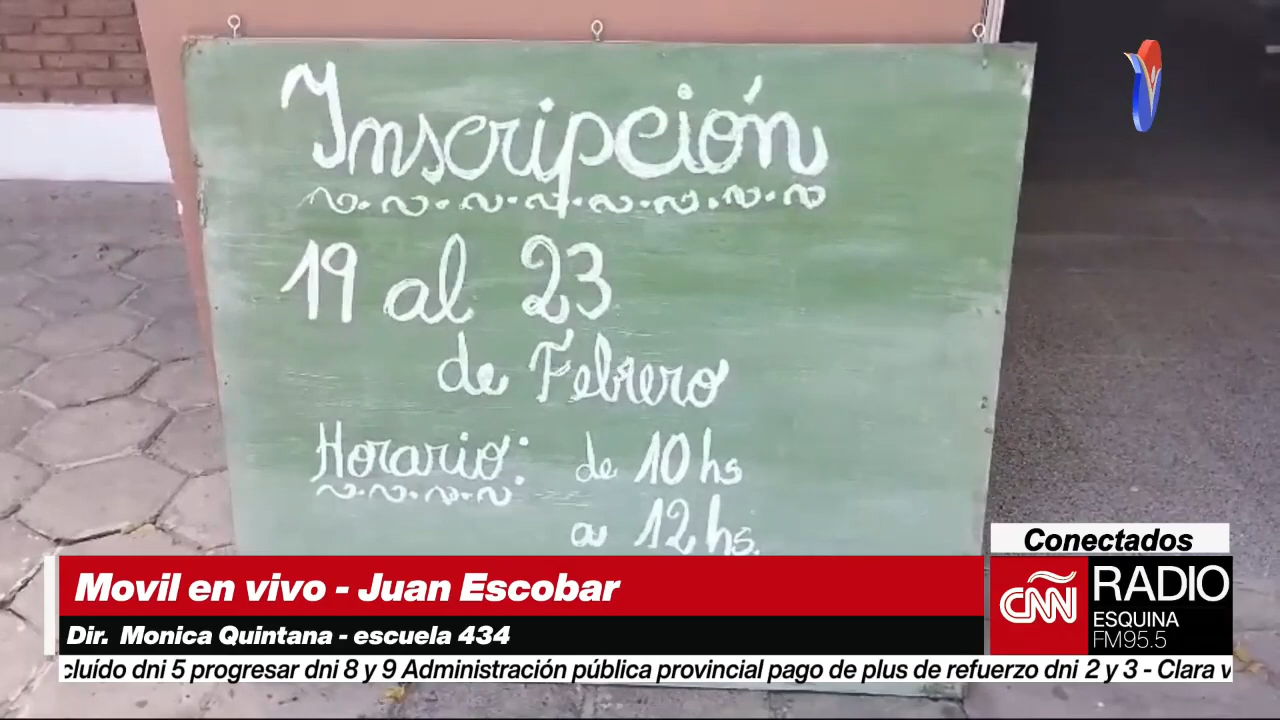 Inscripción
19 al 23
de Febrero
Horario: de 10 hs
a 12 hs.
Conectados
Movil en vivo - Juan Escobar
Dir. Monica Quintana - escuela 434
CNN RADIO
ESQUINA
FM95.5
cluído dni 5 progresar dni 8 y 9 Administración pública provincial pago de plus de refuerzo dni 2 y 3 - Clara v